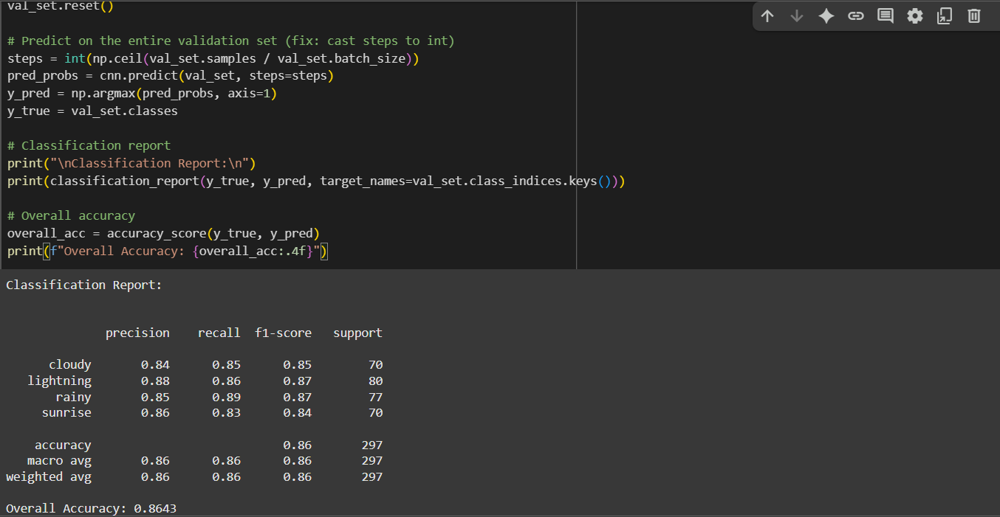 val_set.reset()
# Predict on the entire validation set (fix: cast steps to int)
steps = int(np.ceil(val_set.samples / val_set.batch_size))
pred_probs = cnn.predict(val_set, steps=steps)
y_pred = np.argmax(pred_probs, axis=1)
y_true = val_set.classes
# Classification report
print("\nClassification Report:\n")
print(classification_report(y_true, y_pred, target_names=val_set.class_indices.keys()))
# Overall accuracy
overall_acc = accuracy_score(y_true, y_pred)
print(f"Overall Accuracy: {overall_acc:.4f}")
Classification Report:
precision recall f1-score support
cloudy 0.84 0.85 0.85 70
lightning 0.88 0.86 0.87 80
rainy 0.85 0.89 0.87 77
sunrise 0.86 0.83 0.84 70
accuracy 0.86 297
macro avg 0.86 0.86 0.86 297
weighted avg 0.86 0.86 0.86 297
Overall Accuracy: 0.8643